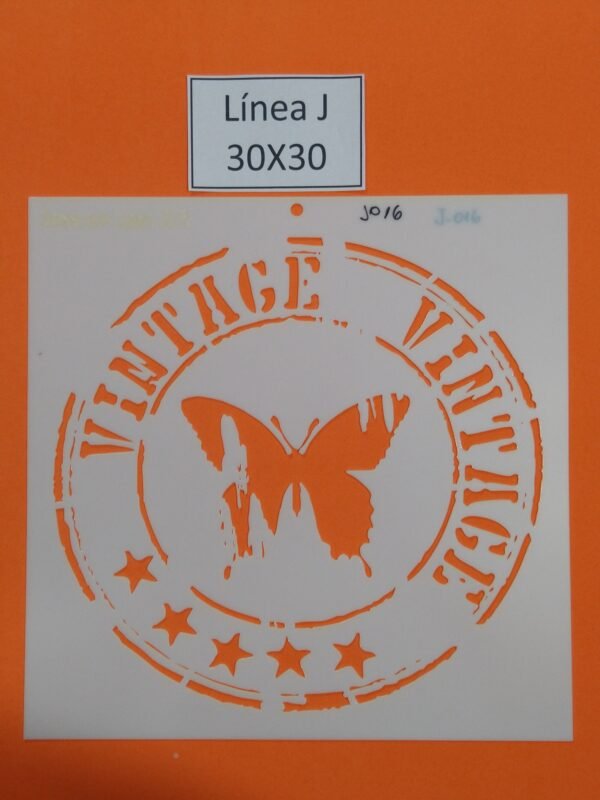 Línea J
30X30
J016
J-016
VINTAGE VINTAGE